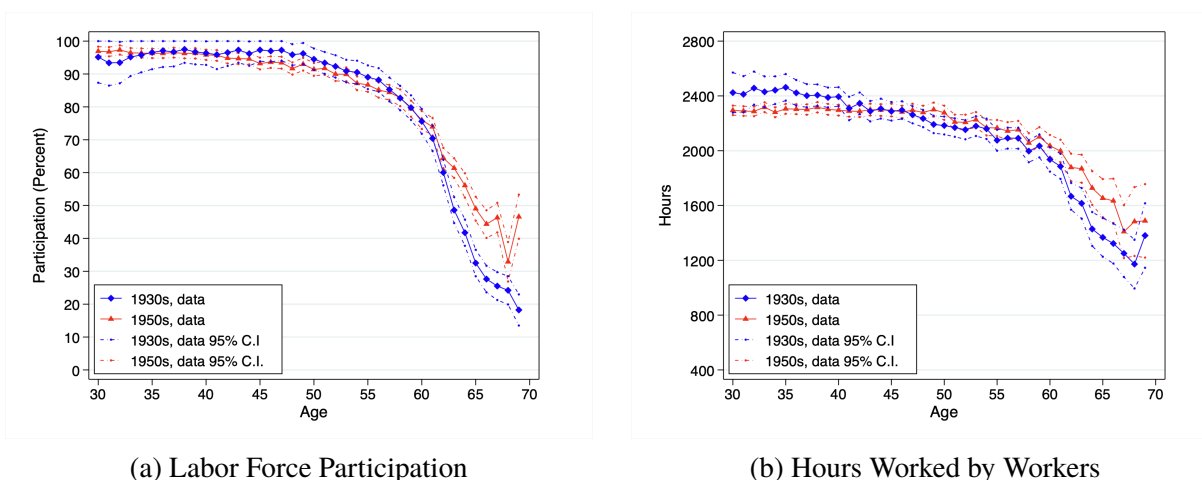 Participation (Percent)
100
90
80
70
60
50
40
30
20
10
0
1930s, data
1950s, data
1930s, data 95% C.I
1950s, data 95% C.I.
30 35 40 45 50 55 60 65 70
Age
(a) Labor Force Participation
Hours
2800
2400
2000
1600
1200
800
400
1930s, data
1950s, data
1930s, data 95% C.I
1950s, data 95% C.I.
30 35 40 45 50 55 60 65 70
Age
(b) Hours Worked by Workers